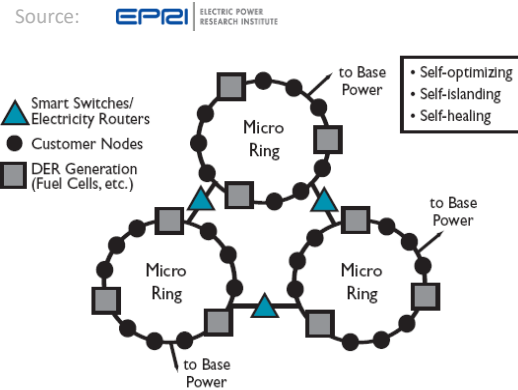 Source:
EPRI
ELECTRIC POWER
RESEARCH INSTITUTE
to Base
Power
• Self-optimizing
• Self-islanding
• Self-healing
Smart Switches/
Electricity Routers
Customer Nodes
DER Generation
(Fuel Cells, etc.)
Micro
Ring
to Base
Power
Micro
Ring
Micro
Ring
to Base
Power